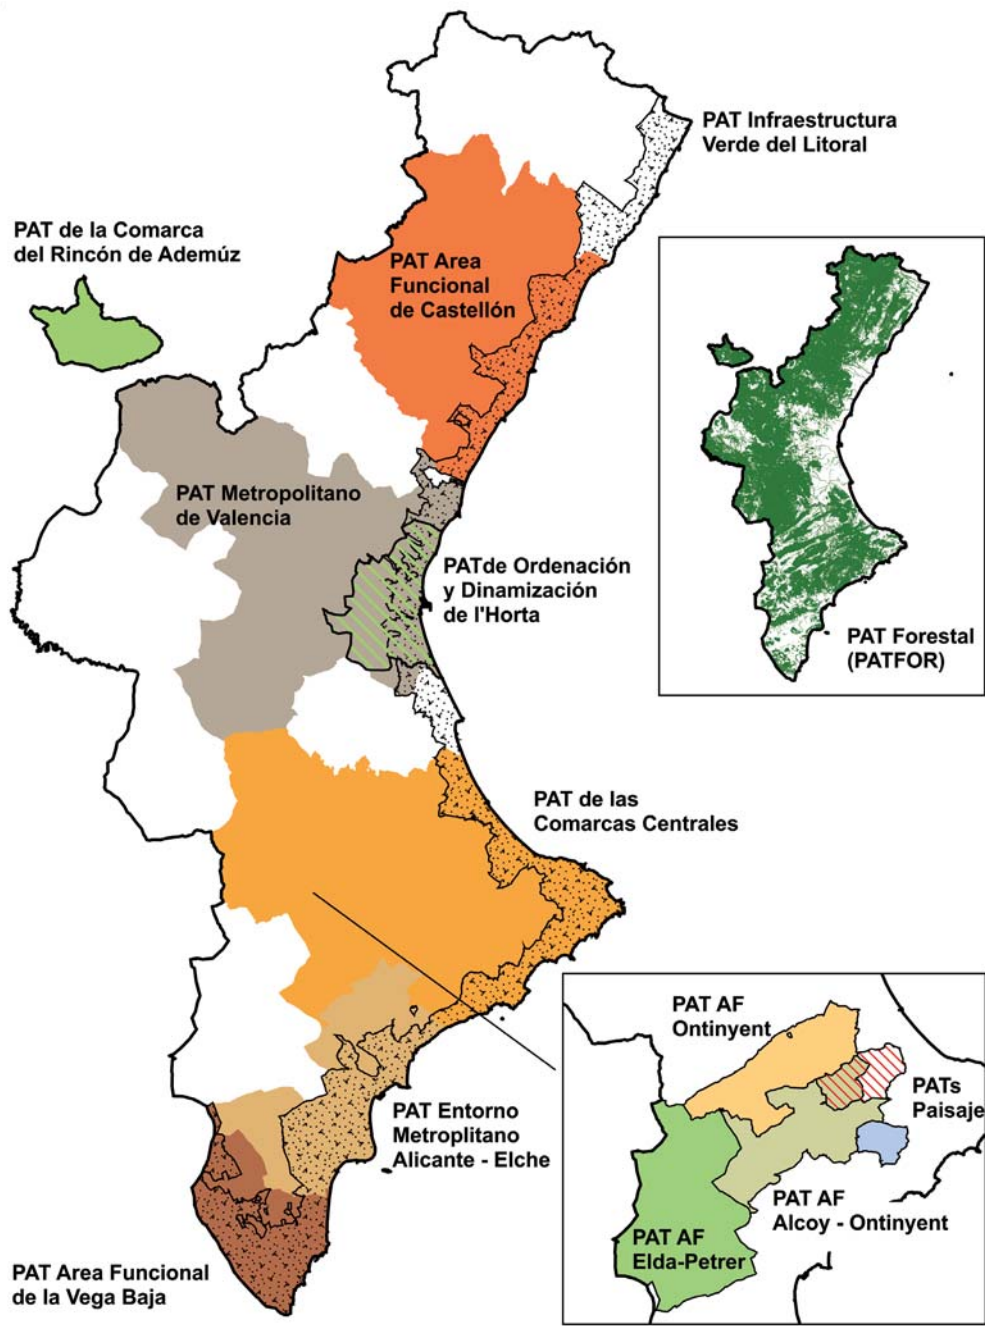 PAT Infraestructura
Verde del Litoral
PAT de la Comarca
del Rincón de Ademúz
PAT Area
Funcional
de Castellón
PAT Metropolitano
de Valencia
PATde Ordenación
y Dinamización
de l'Horta
PAT Forestal
(PATFOR)
PAT de las
Comarcas Centrales
PAT Entorno
Metroplitano
Alicante - Elche
PAT Area Funcional
de la Vega Baja
PAT AF
Ontinyent
PATs
Paisaje
PAT AF
Alcoy - Ontinyent
PAT AF
Elda-Petrer